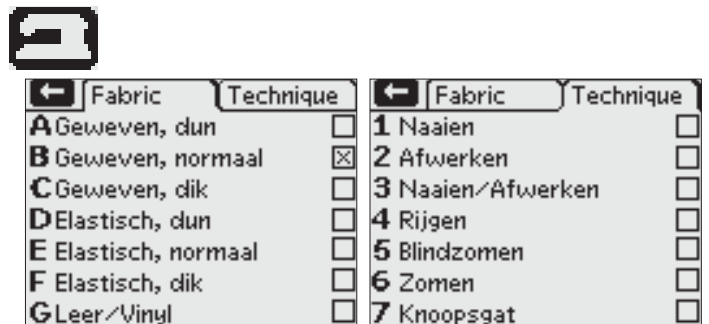 Fabric Technique
A Geweven, dun
B Geweven, normaal
C Geweven, dik
D Elastisch, dun
E Elastisch, normaal
F Elastisch, dik
G Leer/Vinyl
Fabric Technique
1 Naaien
2 Afwerken
3 Naaien/Afwerken
4 Rijgen
5 Blindzomen
6 Zomen
7 Knoopsgat